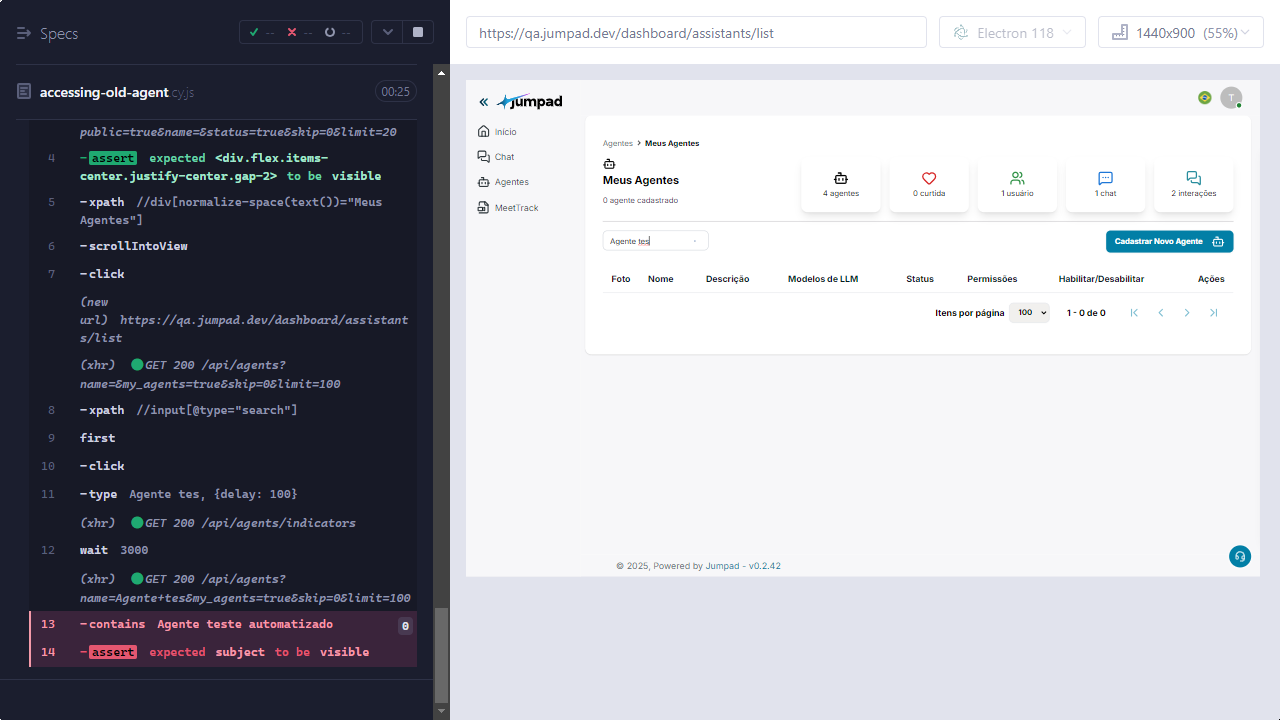 Specs
-- -- --
accessing-old-agent.cy.js
00:25
public=true&name=&status=true&skip=0&limit=20
4 -assert expected <div.flex.items-
center.justify-center.gap-2> to be visible
5 -xpath //div[normalize-space(text())="Meus
Agentes"]
6 -scrollIntoView
7 -click
(new
url) https://qa.jumpad.dev/dashboard/assistant
s/list
(xhr) GET 200 /api/agents?
name=&my_agents=true&skip=0&limit=100
8 -xpath //input[@type="search"]
9 first
10 -click
11 -type Agente tes, {delay: 100}
(xhr) GET 200 /api/agents/indicators
12 wait 3000
(xhr) GET 200 /api/agents?
name=Agente+tes&my_agents=true&skip=0&limit=100
13 -contains Agente teste automatizado 0
14 -assert expected subject to be visible
https://qa.jumpad.dev/dashboard/assistants/list
Electron 118
1440x900 (55%)
« jumpad
T
Início
Chat
Agentes
MeetTrack
Agentes > Meus Agentes
Meus Agentes
0 agente cadastrado
4 agentes
0 curtida
1 usuário
1 chat
2 interações
Agente tes
Cadastrar Novo Agente
Foto Nome Descrição Modelos de LLM Status Permissões Habilitar/Desabilitar Ações
Itens por página 100 1 - 0 de 0
© 2025, Powered by Jumpad - v0.2.42